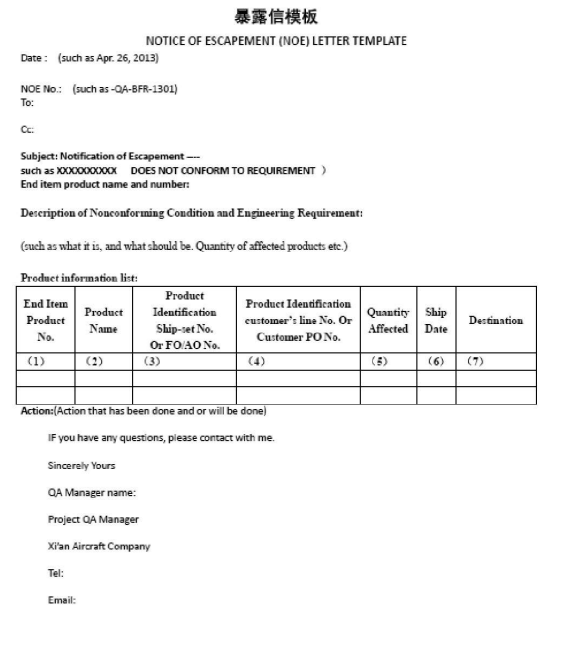 暴露信模板
NOTICE OF ESCAPEMENT (NOE) LETTER TEMPLATE
Date : (such as Apr. 26, 2013)
NOE No.: (such as -QA-BFR-1301)
To:
Cc:
Subject: Notification of Escapement ----
such as XXXXXXXXXX DOES NOT CONFORM TO REQUIREMENT ）
End item product name and number:
Description of Nonconforming Condition and Engineering Requirement:
(such as what it is, and what should be. Quantity of affected products etc.)
Product information list:
End Item Product No.
Product Name
Product Identification Ship-set No. Or FO/AO No.
Product Identification customer's line No. Or Customer PO No.
Quantity Affected
Ship Date
Destination
（1） （2） （3） （4） （5） （6） （7）
Action:(Action that has been done and or will be done)
IF you have any questions, please contact with me.
Sincerely Yours
QA Manager name:
Project QA Manager
Xi'an Aircraft Company
Tel:
Email: